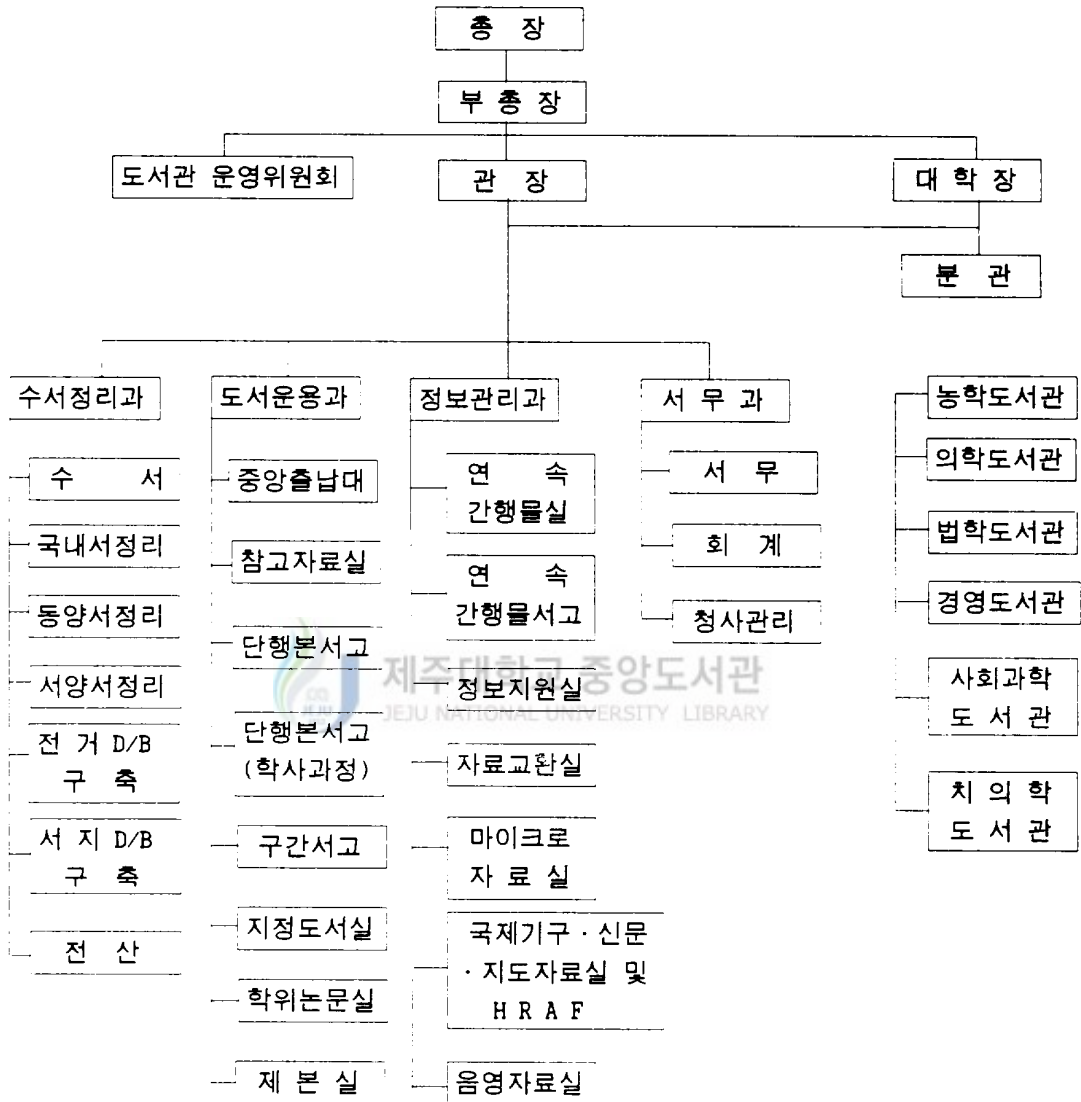 총 장
부 총 장
도서관 운영위원회
관 장
대 학 장
분 관
수서정리과
수 서
국내서정리
동양서정리
서양서정리
전 거 D/B
구 축
서 지 D/B
구 축
전 산
도서운용과
중앙출납대
참고자료실
단행본서고
단행본서고
(학사과정)
구간서고
지정도서실
학위논문실
제 본 실
정보관리과
연 속
간행물실
연 속
간행물서고
정보지원실
자료교환실
마이크로
자 료 실
국제기구 · 신문
· 지도자료실 및
H R A F
음영자료실
서 무 과
서 무
회 계
청사관리
농학도서관
의학도서관
법학도서관
경영도서관
사회과학
도 서 관
치 의 학
도 서 관
제주대학교 중앙도서관
JEJU NATIONAL UNIVERSITY LIBRARY